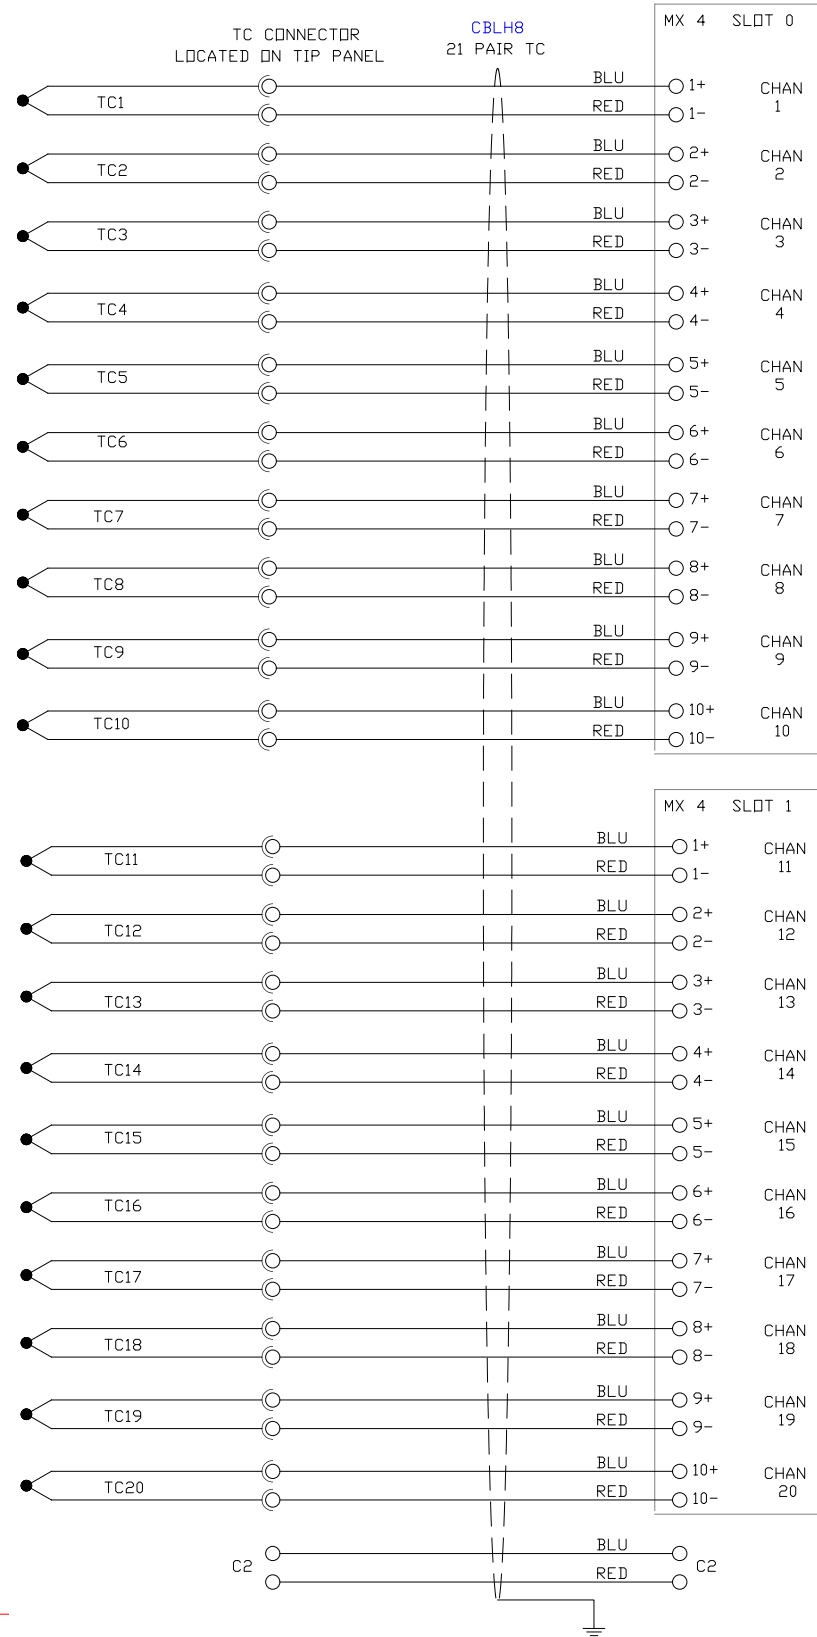 TC CONNECTOR
LOCATED ON TIP PANEL
CBLH8
21 PAIR TC
MX 4 SLOT 0
TC1
BLU
RED
1+
1-
CHAN
1
TC2
BLU
RED
2+
2-
CHAN
2
TC3
BLU
RED
3+
3-
CHAN
3
TC4
BLU
RED
4+
4-
CHAN
4
TC5
BLU
RED
5+
5-
CHAN
5
TC6
BLU
RED
6+
6-
CHAN
6
TC7
BLU
RED
7+
7-
CHAN
7
TC8
BLU
RED
8+
8-
CHAN
8
TC9
BLU
RED
9+
9-
CHAN
9
TC10
BLU
RED
10+
10-
CHAN
10
MX 4 SLOT 1
TC11
BLU
RED
1+
1-
CHAN
11
TC12
BLU
RED
2+
2-
CHAN
12
TC13
BLU
RED
3+
3-
CHAN
13
TC14
BLU
RED
4+
4-
CHAN
14
TC15
BLU
RED
5+
5-
CHAN
15
TC16
BLU
RED
6+
6-
CHAN
16
TC17
BLU
RED
7+
7-
CHAN
17
TC18
BLU
RED
8+
8-
CHAN
18
TC19
BLU
RED
9+
9-
CHAN
19
TC20
BLU
RED
10+
10-
CHAN
20
C2
BLU
RED
C2